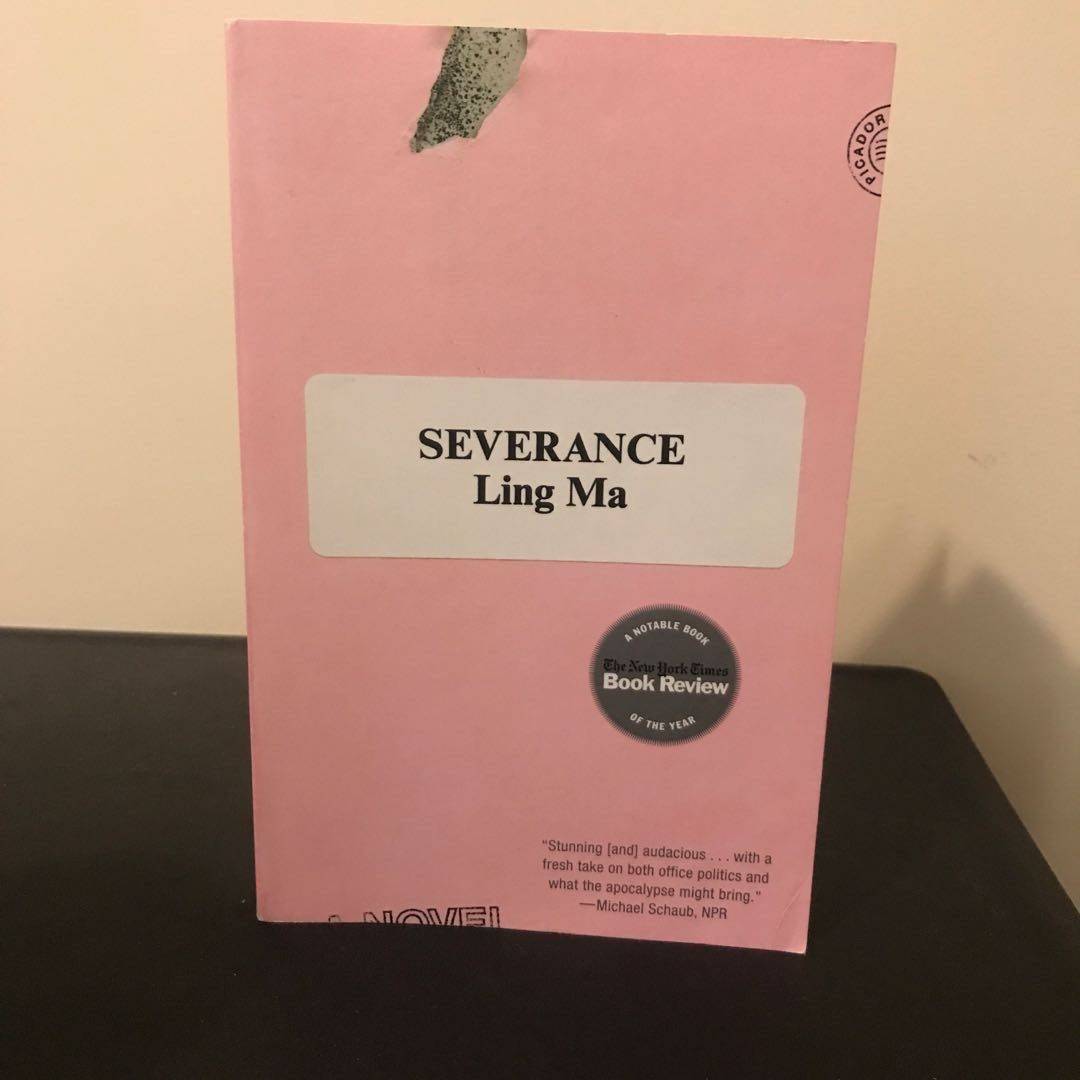 PICADOR
SEVERANCE
Ling Ma
A NOTABLE BOOK
The New York Times
Book Review
OF THE YEAR
"Stunning [and] audacious . . . with a
fresh take on both office politics and
what the apocalypse might bring."
—Michael Schaub, NPR
A NOVEL